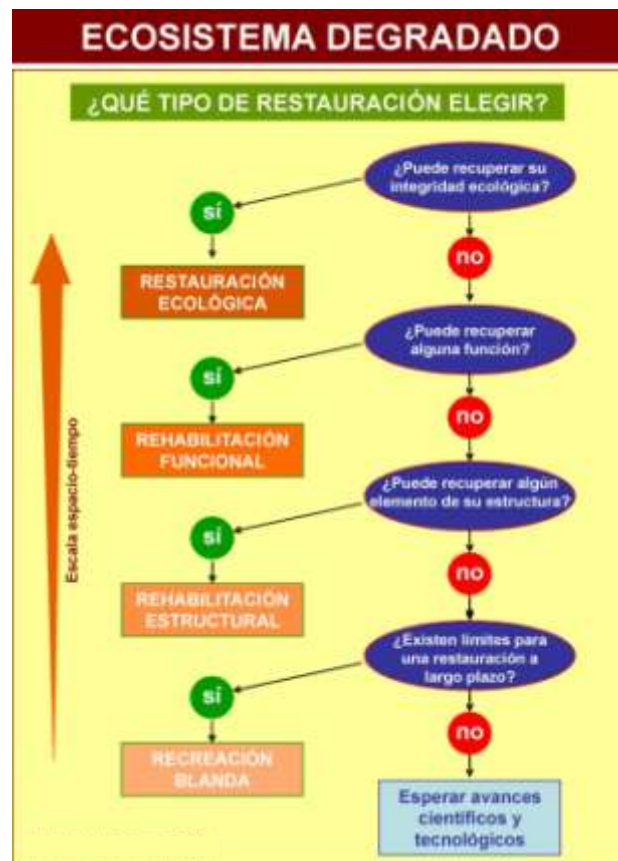 ECOSISTEMA DEGRADADO
¿QUÉ TIPO DE RESTAURACIÓN ELEGIR?
¿Puede recuperar su
integridad ecológica?
sí
no
RESTAURACIÓN
ECOLÓGICA
¿Puede recuperar
alguna función?
sí
no
REHABILITACIÓN
FUNCIONAL
¿Puede recuperar algún
elemento de su estructura?
sí
no
REHABILITACIÓN
ESTRUCTURAL
¿Existen límites para
una restauración a
largo plazo?
sí
no
RECREACIÓN
BLANDA
Esperar avances
científicos y
tecnológicos
Escala espacio-tiempo